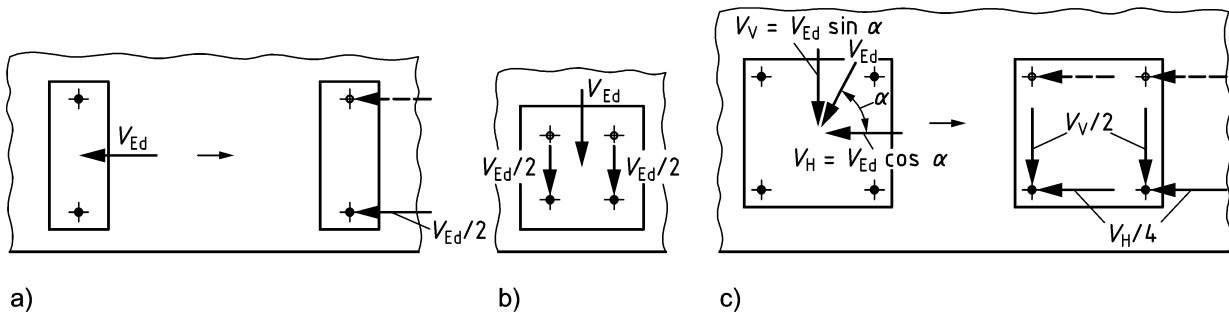 V_Ed
V_Ed/2
a)
V_Ed
V_Ed/2
V_Ed/2
b)
V_V = V_Ed sin α
V_Ed
α
V_H = V_Ed cos α
V_V/2
V_H/4
c)